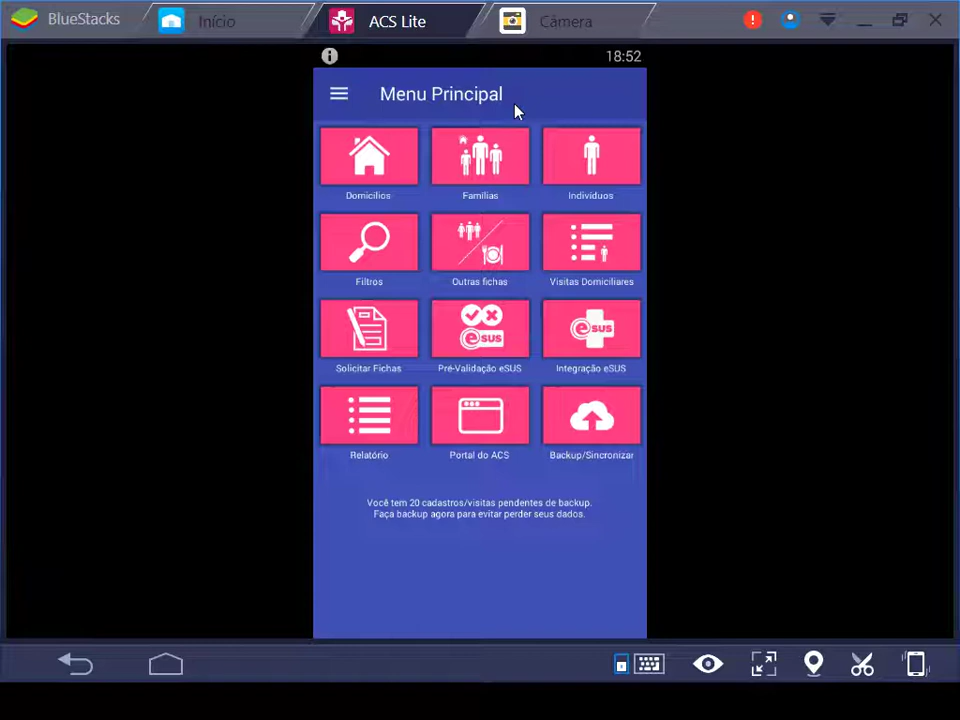 BlueStacks
Início
ACS Lite
Câmera
18:52
Menu Principal
Domicílios
Famílias
Indivíduos
Filtros
Outras fichas
Visitas Domiciliares
eSUS
eSUS
Solicitar Fichas
Pré-Validação eSUS
Integração eSUS
Relatório
Portal do ACS
Backup/Sincronizar
Você tem 20 cadastros/visitas pendentes de backup.
Faça backup agora para evitar perder seus dados.